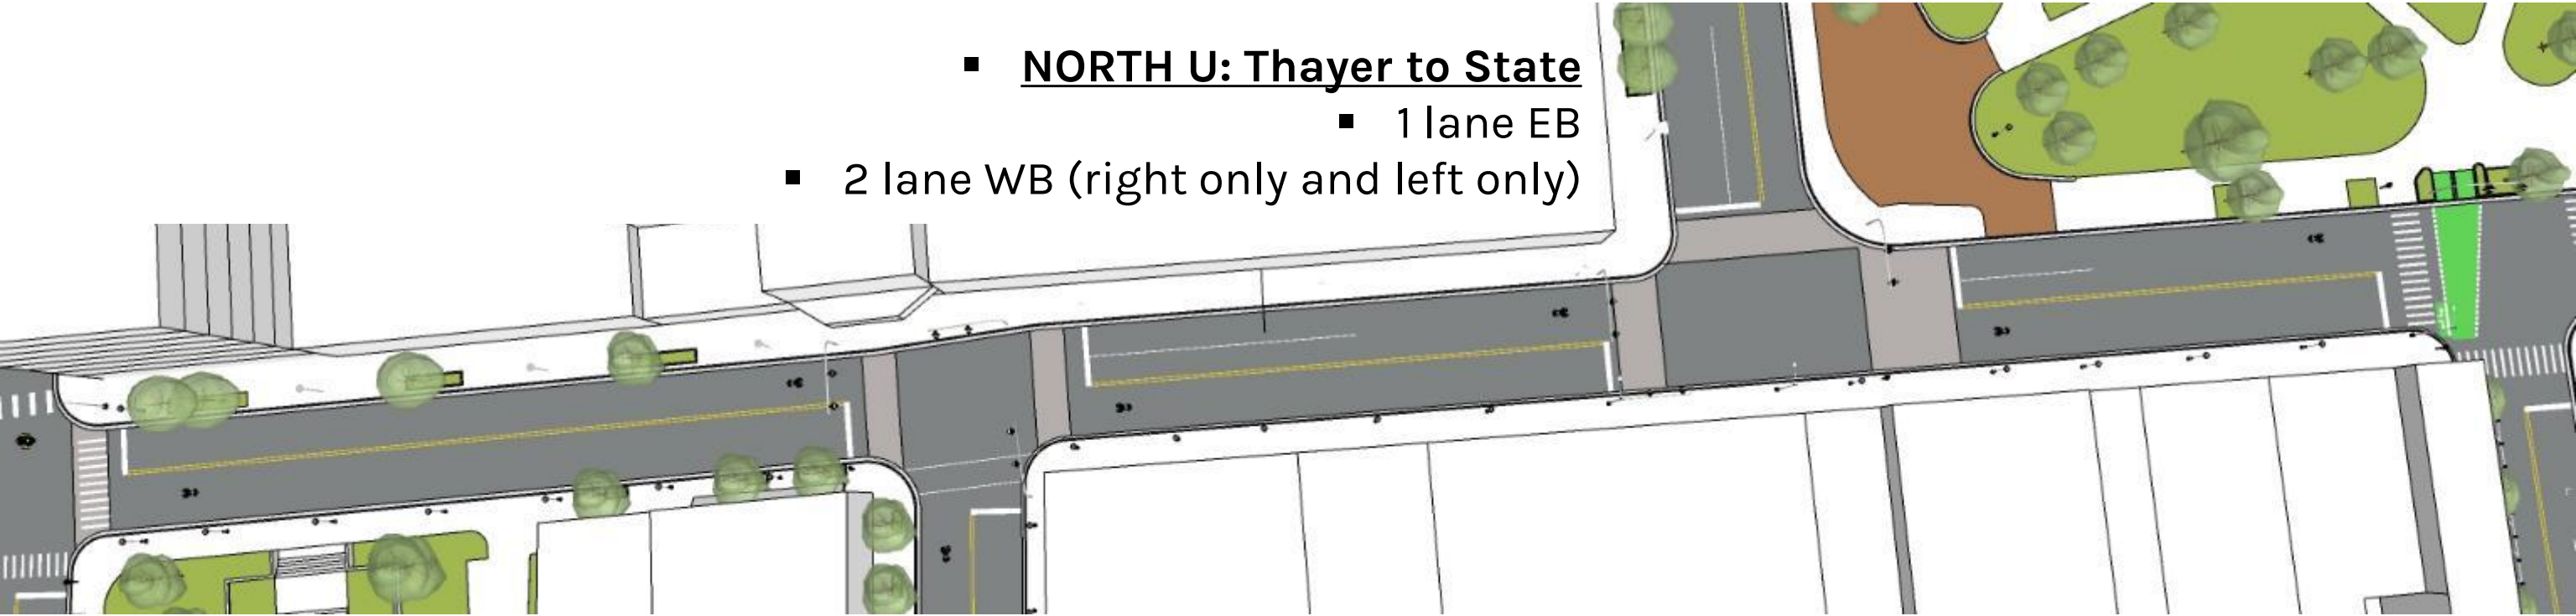 ▪ NORTH U: Thayer to State
▪ 1 lane EB
▪ 2 lane WB (right only and left only)